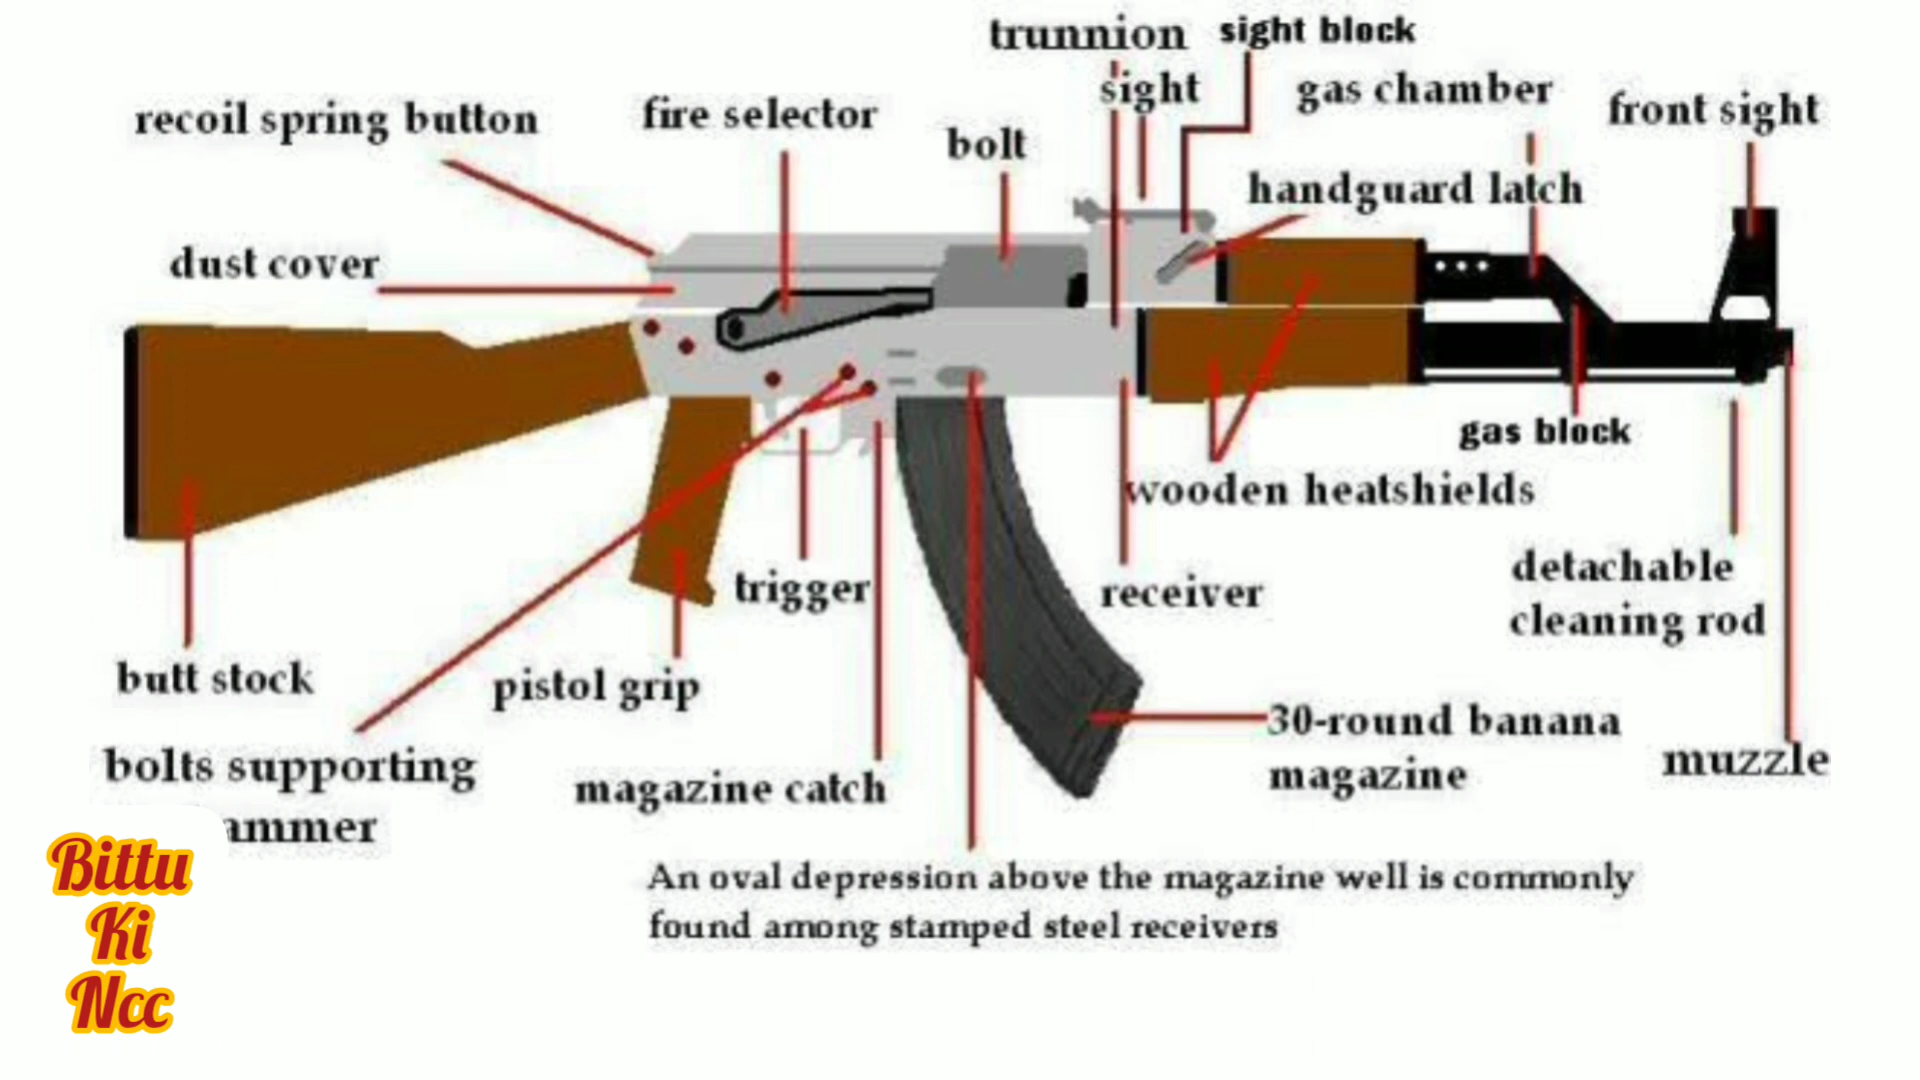 trunnion
sight block
sight
gas chamber
front sight
recoil spring button
fire selector
bolt
handguard latch
dust cover
gas block
wooden heatshields
detachable
cleaning rod
receiver
trigger
butt stock
pistol grip
30-round banana
magazine
muzzle
bolts supporting
ammer
magazine catch
An oval depression above the magazine well is commonly
found among stamped steel receivers
Bittu
Ki
Ncc